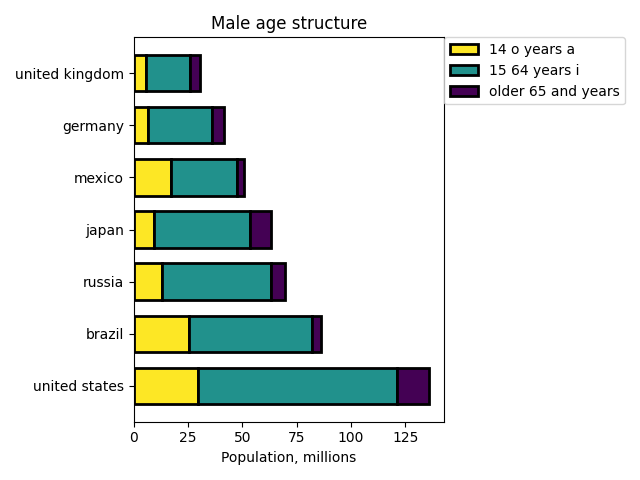 Male age structure
14 o years a
15 64 years i
older 65 and years
united kingdom
germany
mexico
japan
russia
brazil
united states
0 25 50 75 100 125
Population, millions